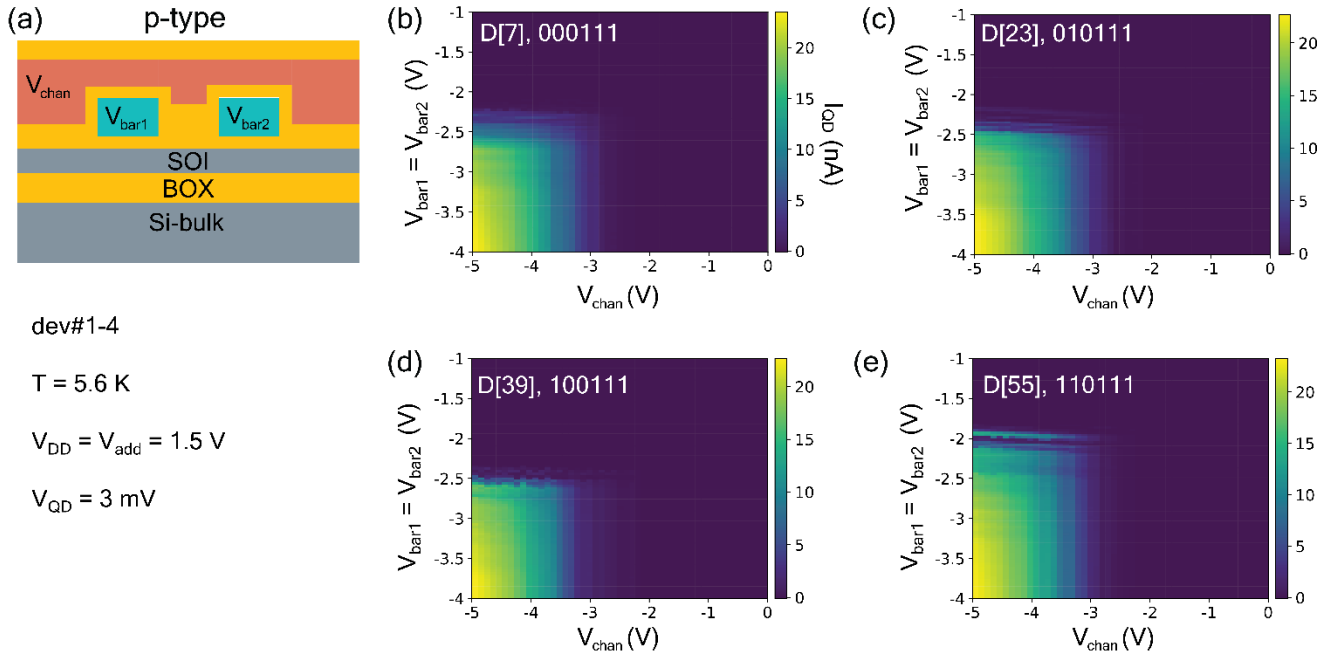 (a)
p-type
V_chan
V_bar1
V_bar2
SOI
BOX
Si-bulk
dev#1-4
T = 5.6 K
V_DD = V_add = 1.5 V
V_QD = 3 mV
(b)
D[7], 000111
V_bar1 = V_bar2 (V)
-1
-1.5
-2
-2.5
-3
-3.5
-4
-5 -4 -3 -2 -1 0
V_chan (V)
20
15
10
5
0
I_QD (nA)
(c)
D[23], 010111
V_bar1 = V_bar2 (V)
-1
-1.5
-2
-2.5
-3
-3.5
-4
-5 -4 -3 -2 -1 0
V_chan (V)
20
15
10
5
0
(d)
D[39], 100111
V_bar1 = V_bar2 (V)
-1
-1.5
-2
-2.5
-3
-3.5
-4
-5 -4 -3 -2 -1 0
V_chan (V)
20
15
10
5
0
(e)
D[55], 110111
V_bar1 = V_bar2 (V)
-1
-1.5
-2
-2.5
-3
-3.5
-4
-5 -4 -3 -2 -1 0
V_chan (V)
20
15
10
5
0